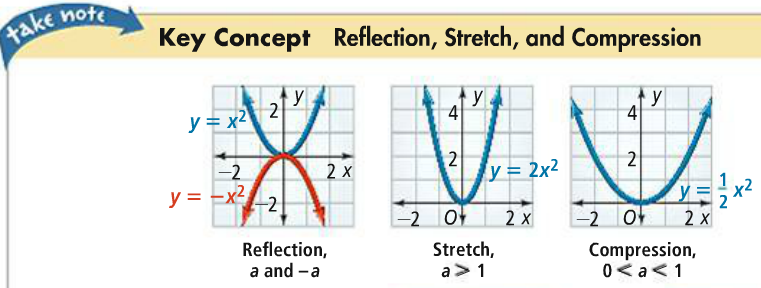 take note
Key Concept Reflection, Stretch, and Compression
y = x²
2
y
−2
2 x
y = −x²
−2
Reflection,
a and −a
4
y
2
y = 2x²
−2
O
2 x
Stretch,
a > 1
4
y
2
y = 1/2 x²
−2
O
2 x
Compression,
0 < a < 1